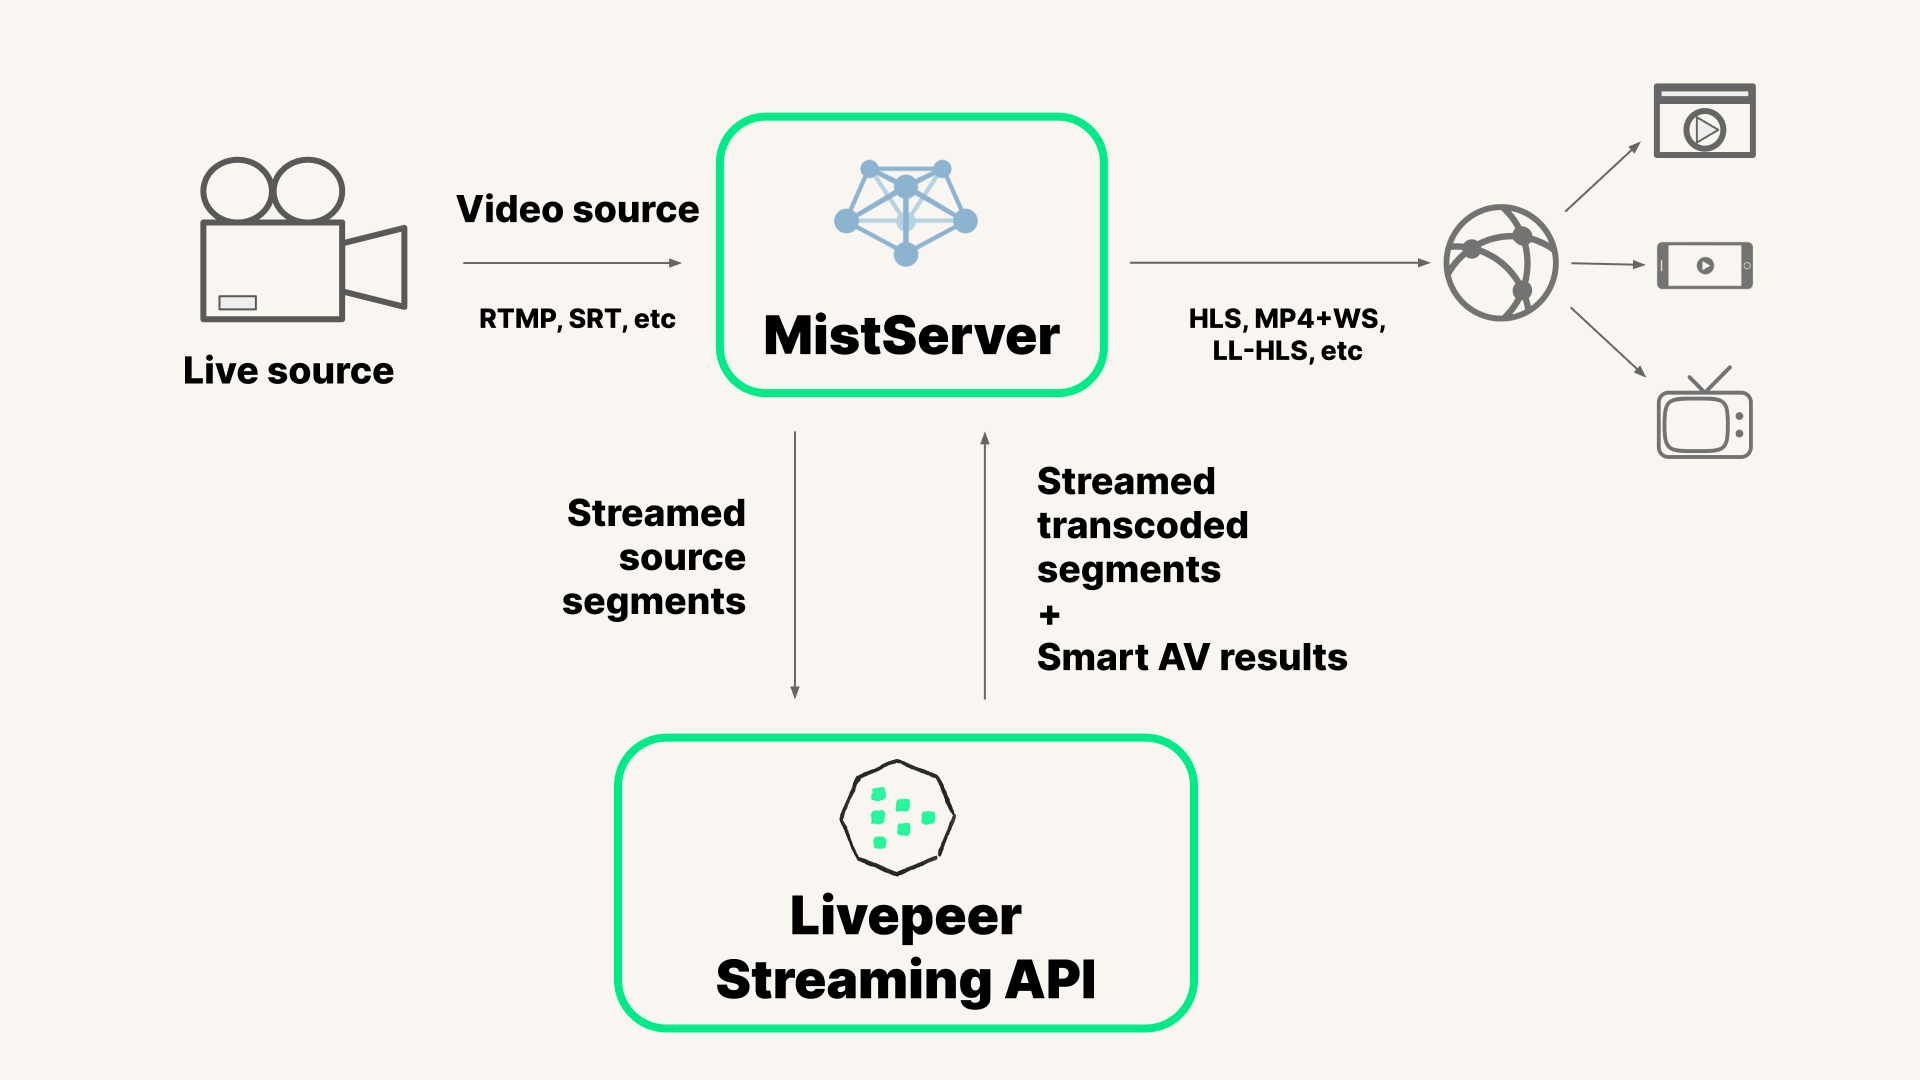 Live source
Video source
RTMP, SRT, etc
MistServer
HLS, MP4+WS,
LL-HLS, etc
Streamed
source
segments
Streamed
transcoded
segments
+
Smart AV results
Livepeer
Streaming API